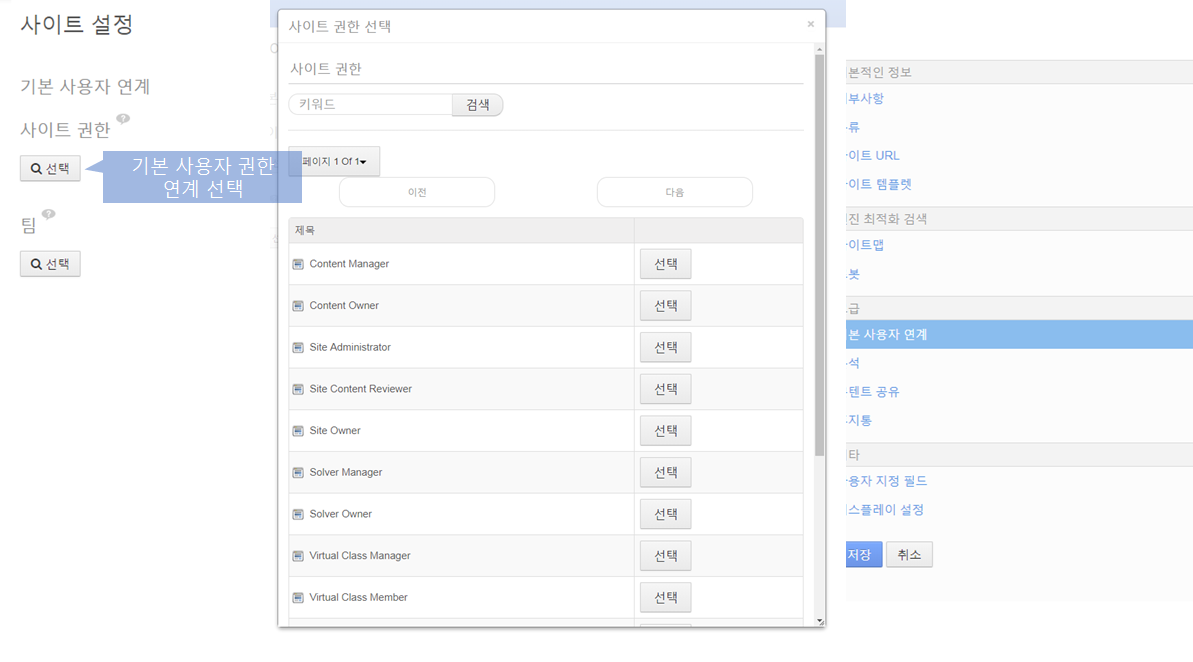 사이트 설정
기본 사용자 연계
사이트 권한
선택
기본 사용자 권한
연계 선택
팀
선택
사이트 권한 선택
×
사이트 권한
키워드
검색
페이지 1 Of 1
이전
다음
제목
Content Manager 선택
Content Owner 선택
Site Administrator 선택
Site Content Reviewer 선택
Site Owner 선택
Solver Manager 선택
Solver Owner 선택
Virtual Class Manager 선택
Virtual Class Member 선택
본적인 정보
부사항
류
이트 URL
이트 템플렛
진 최적화 검색
이트맵
봇
급
본 사용자 연계
석
텐트 공유
지통
타
용자 지정 필드
스플레이 설정
저장
취소